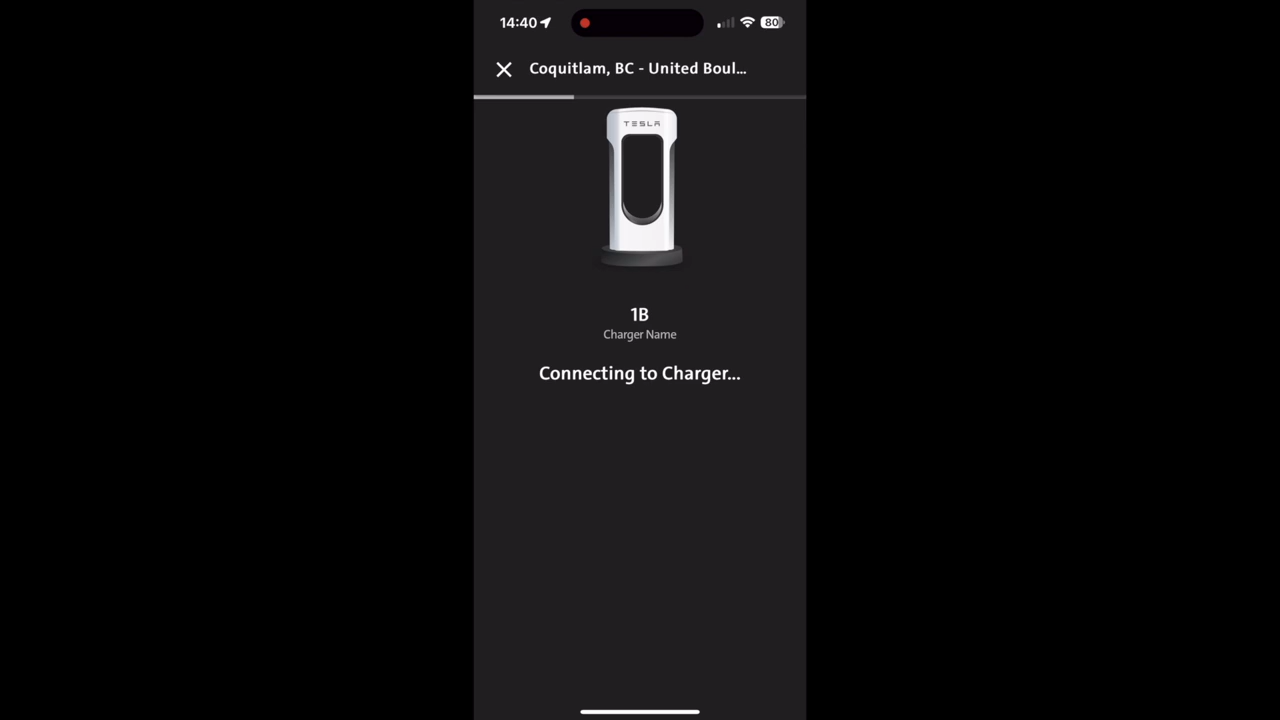 14:40
80
Coquitlam, BC - United Boul...
TESLA
1B
Charger Name
Connecting to Charger...